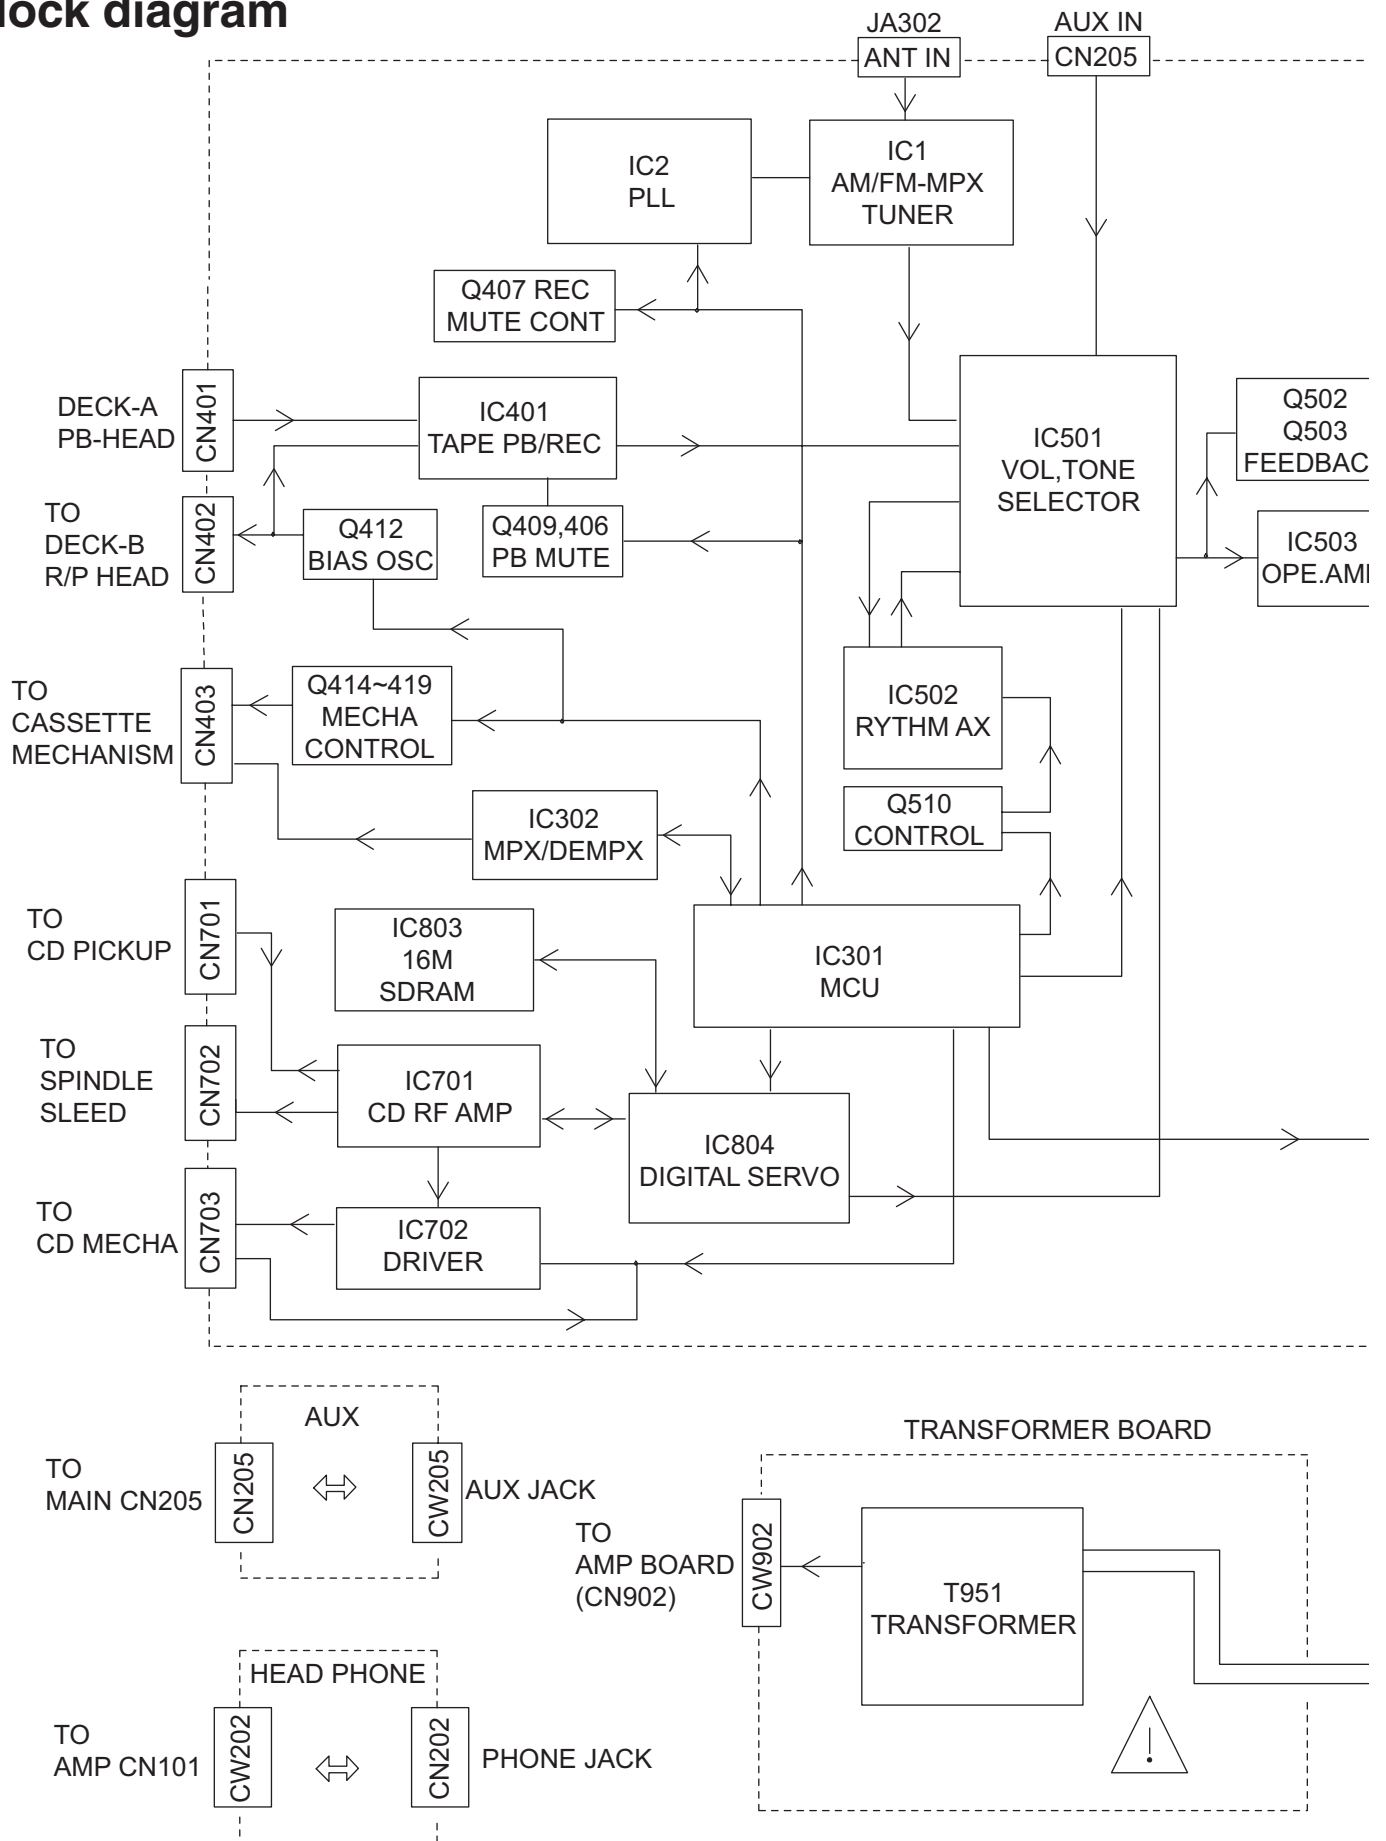 lock diagram
JA302
ANT IN
AUX IN
CN205
IC2
PLL
IC1
AM/FM-MPX
TUNER
Q407 REC
MUTE CONT
DECK-A
PB-HEAD
CN401
IC401
TAPE PB/REC
IC501
VOL,TONE
SELECTOR
Q502
Q503
FEEDBAC
TO
DECK-B
R/P HEAD
CN402
Q412
BIAS OSC
Q409,406
PB MUTE
IC503
OPE.AM
TO
CASSETTE
MECHANISM
CN403
Q414~419
MECHA
CONTROL
IC502
RYTHM AX
Q510
CONTROL
IC302
MPX/DEMPX
TO
CD PICKUP
CN701
IC803
16M
SDRAM
IC301
MCU
TO
SPINDLE
SLEED
CN702
IC701
CD RF AMP
IC804
DIGITAL SERVO
TO
CD MECHA
CN703
IC702
DRIVER
AUX
TO
MAIN CN205
CN205
CW205
AUX JACK
TRANSFORMER BOARD
TO
AMP BOARD
(CN902)
CW902
T951
TRANSFORMER
!
HEAD PHONE
TO
AMP CN101
CW202
CN202
PHONE JACK